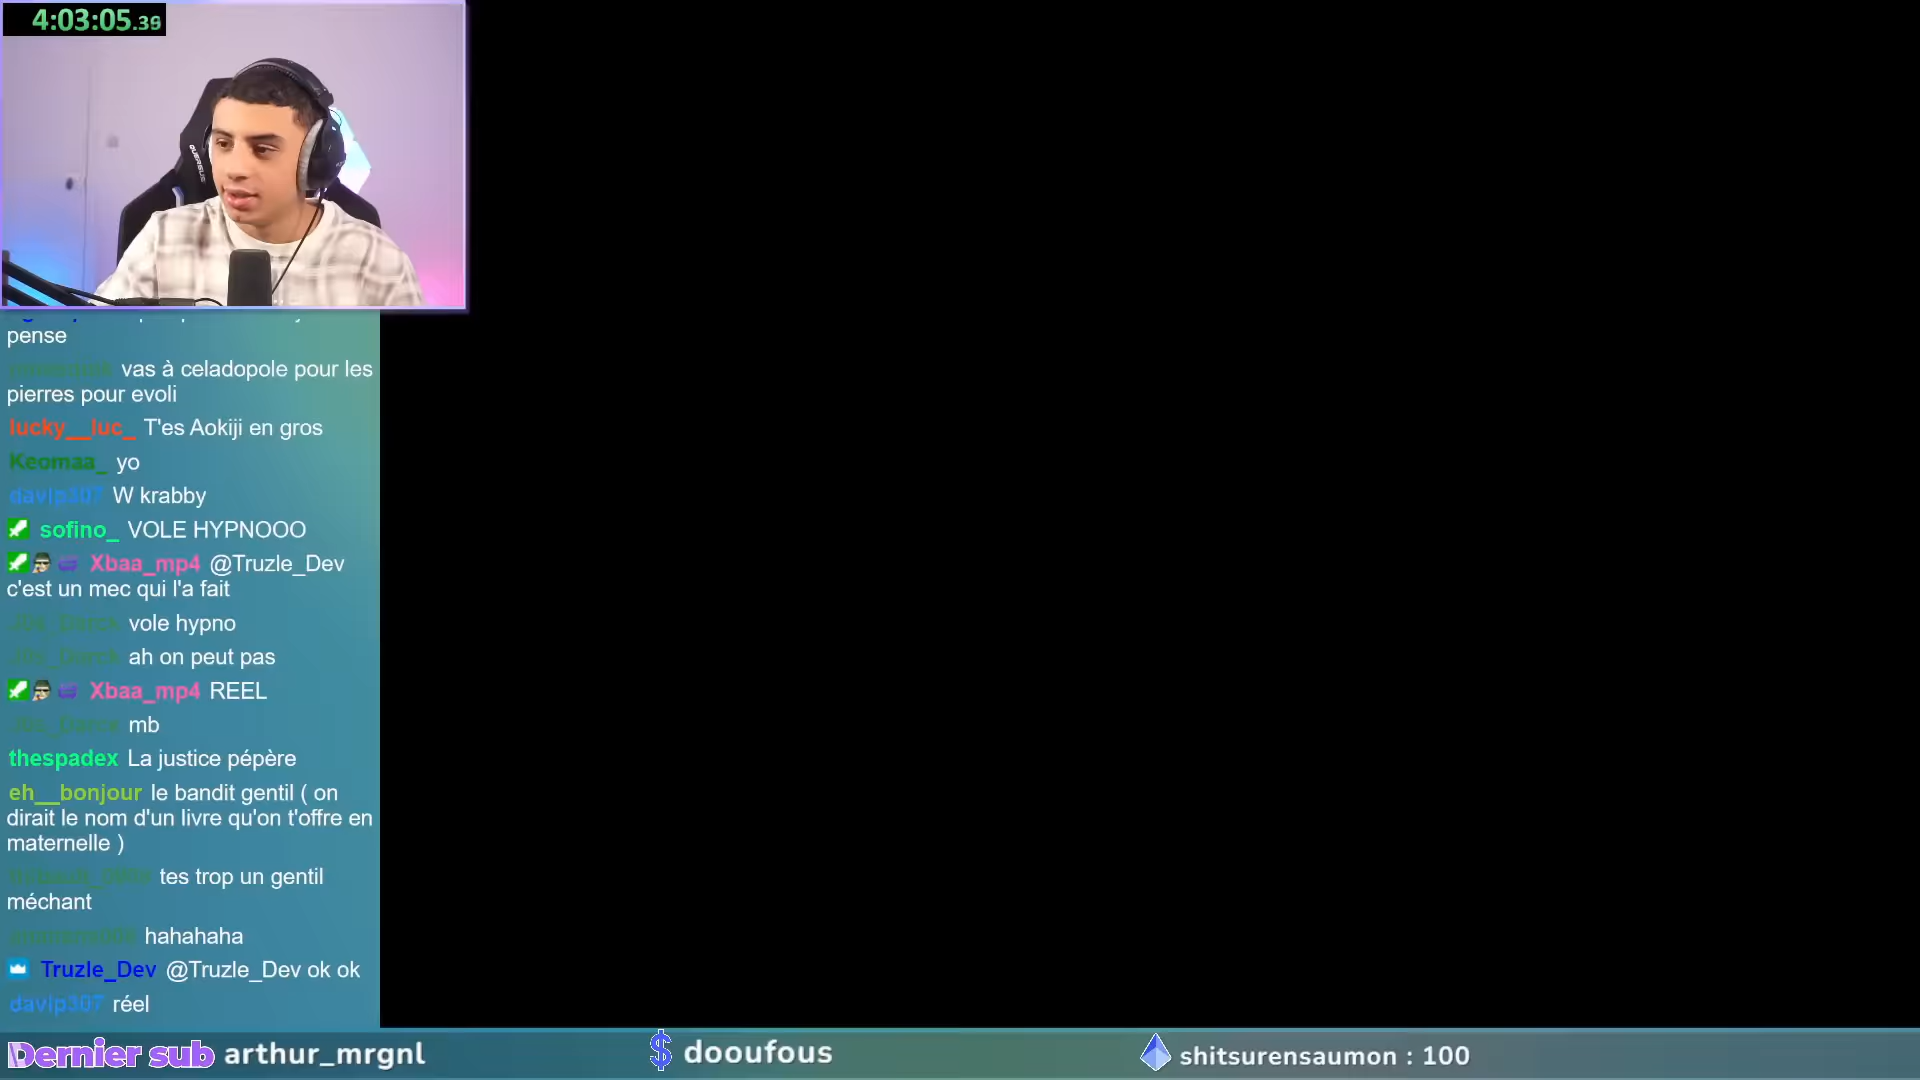 4:03:05.39
pense
vas à celadopole pour les
pierres pour evoli
lucky__luc_ T'es Aokiji en gros
Keomaa_ yo
davip307 W krabby
sofino_ VOLE HYPNOOO
Xbaa_mp4 @Truzle_Dev
c'est un mec qui l'a fait
vole hypno
ah on peut pas
Xbaa_mp4 REEL
mb
thespadex La justice pépère
eh__bonjour le bandit gentil ( on
dirait le nom d'un livre qu'on t'offre en
maternelle )
tes trop un gentil
méchant
hahahaha
Truzle_Dev @Truzle_Dev ok ok
davip307 réel
Dernier sub arthur_mrgnl
$ dooufous
shitsurensaumon : 100